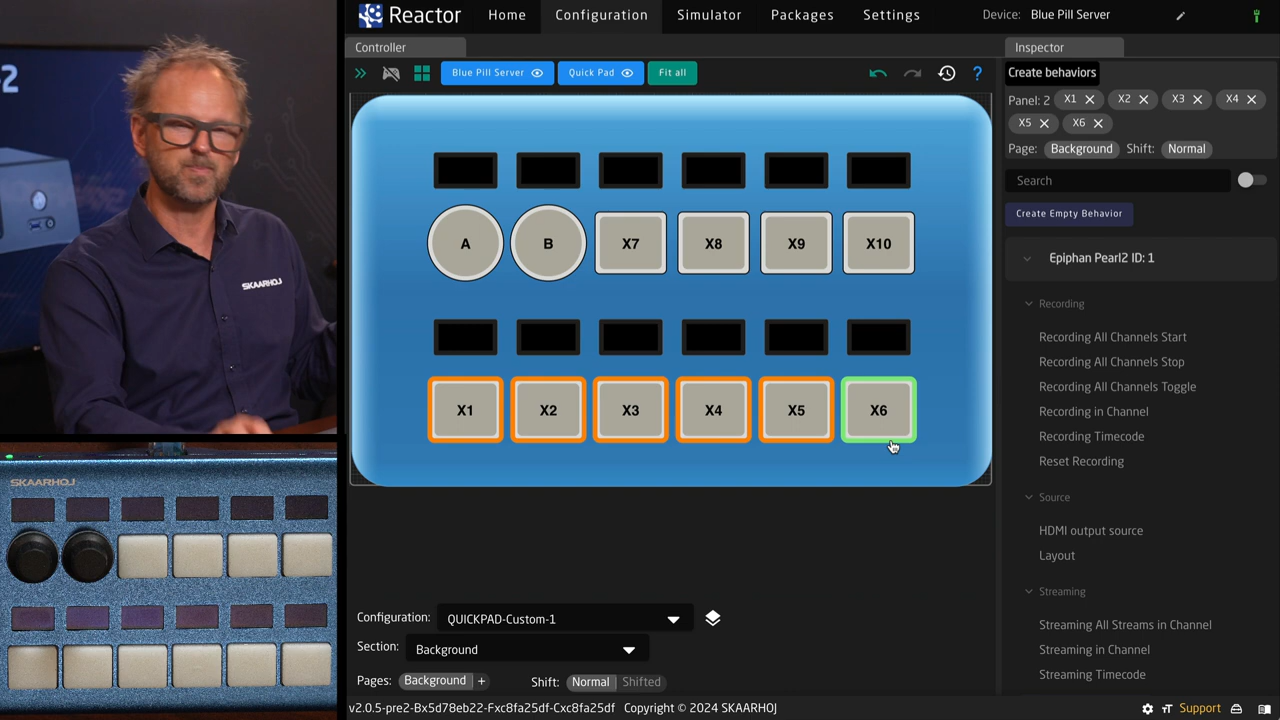 -2
SKAARHOJ
SKAARHOJ
Reactor
Home
Configuration
Simulator
Packages
Settings
Device: Blue Pill Server
Controller
Blue Pill Server
Quick Pad
Fit all
?
A
B
X7
X8
X9
X10
X1
X2
X3
X4
X5
X6
Configuration: QUICKPAD-Custom-1
Section: Background
Pages: Background + Shift: Normal Shifted
Inspector
Create behaviors
Panel: 2 X1 X2 X3 X4
X5 X6
Page: Background Shift: Normal
Search
Create Empty Behavior
Epiphan Pearl2 ID: 1
Recording
Recording All Channels Start
Recording All Channels Stop
Recording All Channels Toggle
Recording in Channel
Recording Timecode
Reset Recording
Source
HDMI output source
Layout
Streaming
Streaming All Streams in Channel
Streaming in Channel
Streaming Timecode
v2.0.5-pre2-Bx5d78eb22-Fxc8fa25df-Cxc8fa25df Copyright © 2024 SKAARHOJ
Support